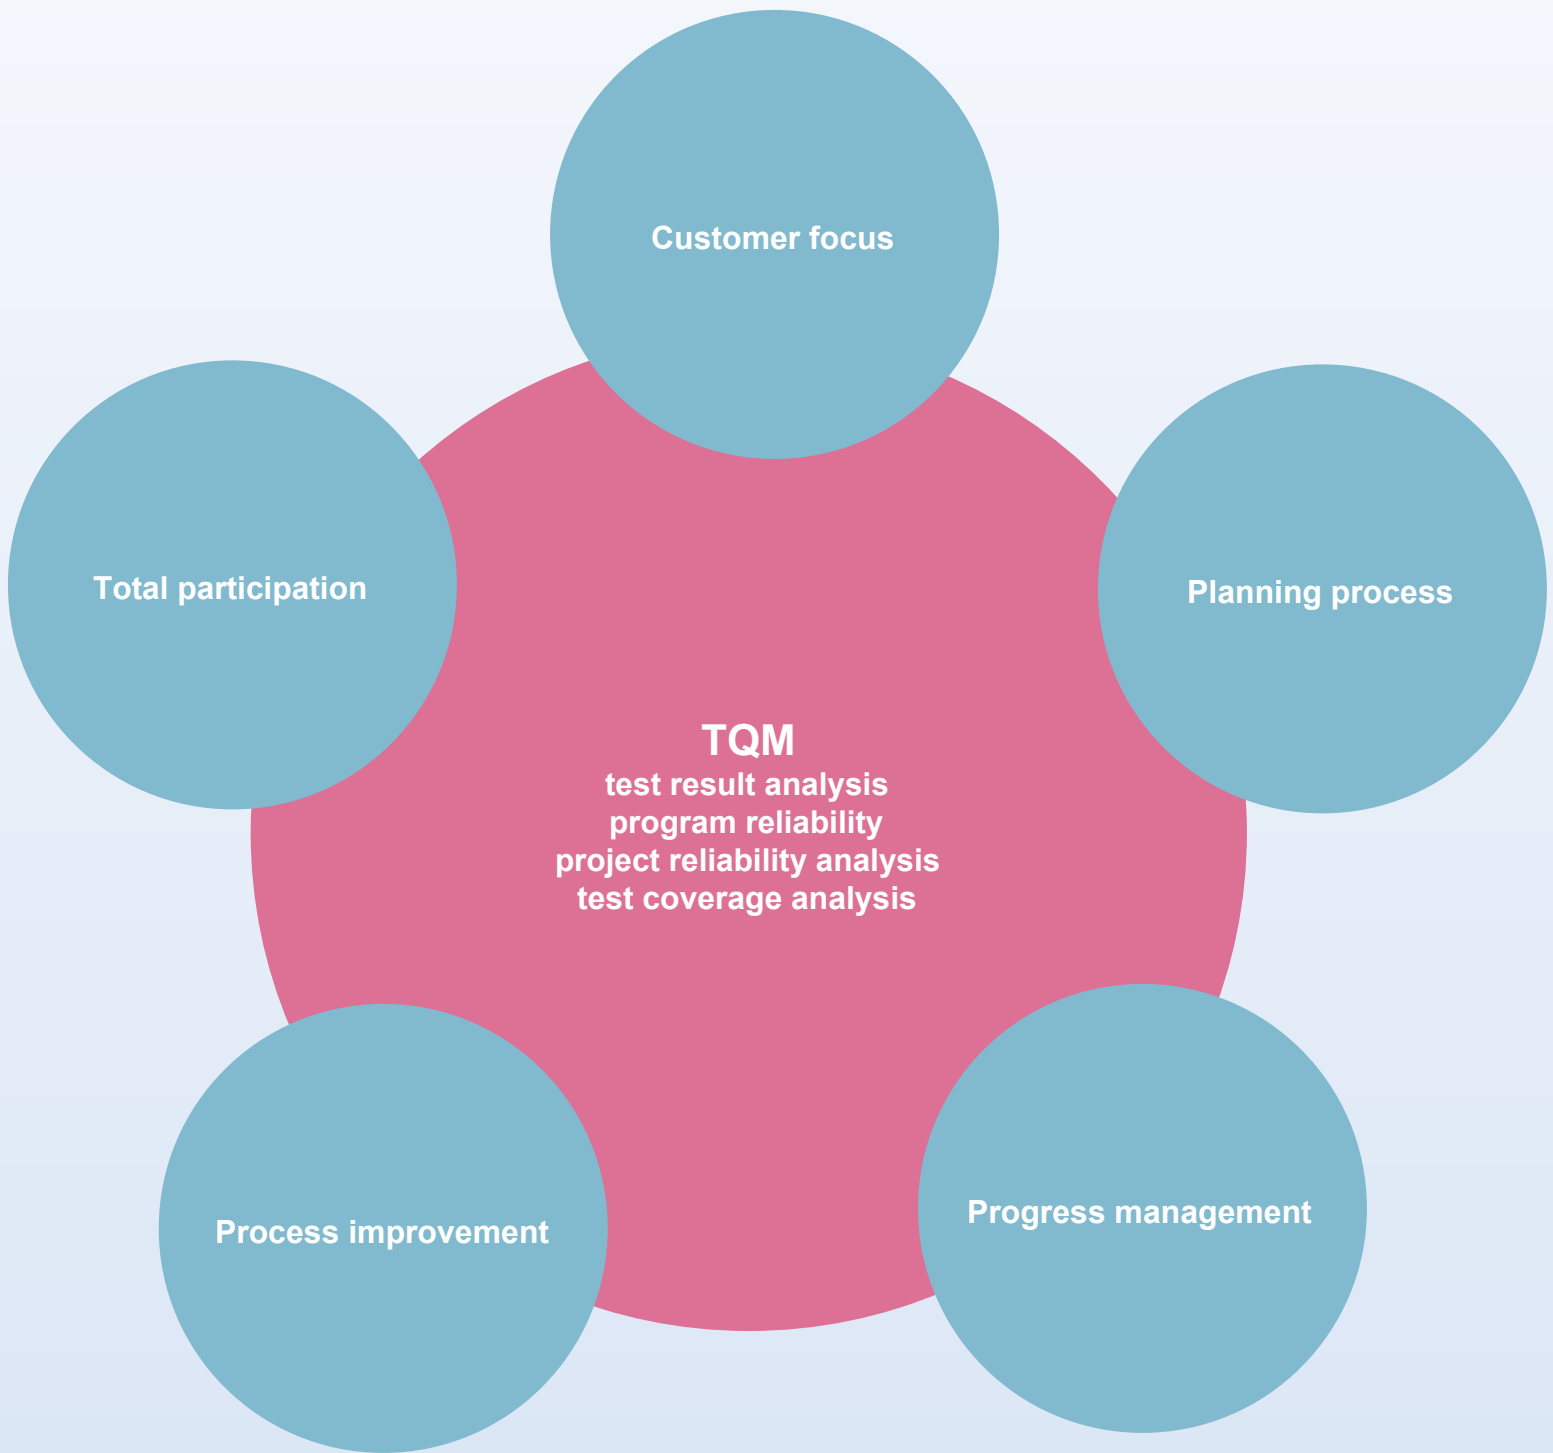 Customer focus
Total participation
Planning process
TQM
test result analysis
program reliability
project reliability analysis
test coverage analysis
Process improvement
Progress management